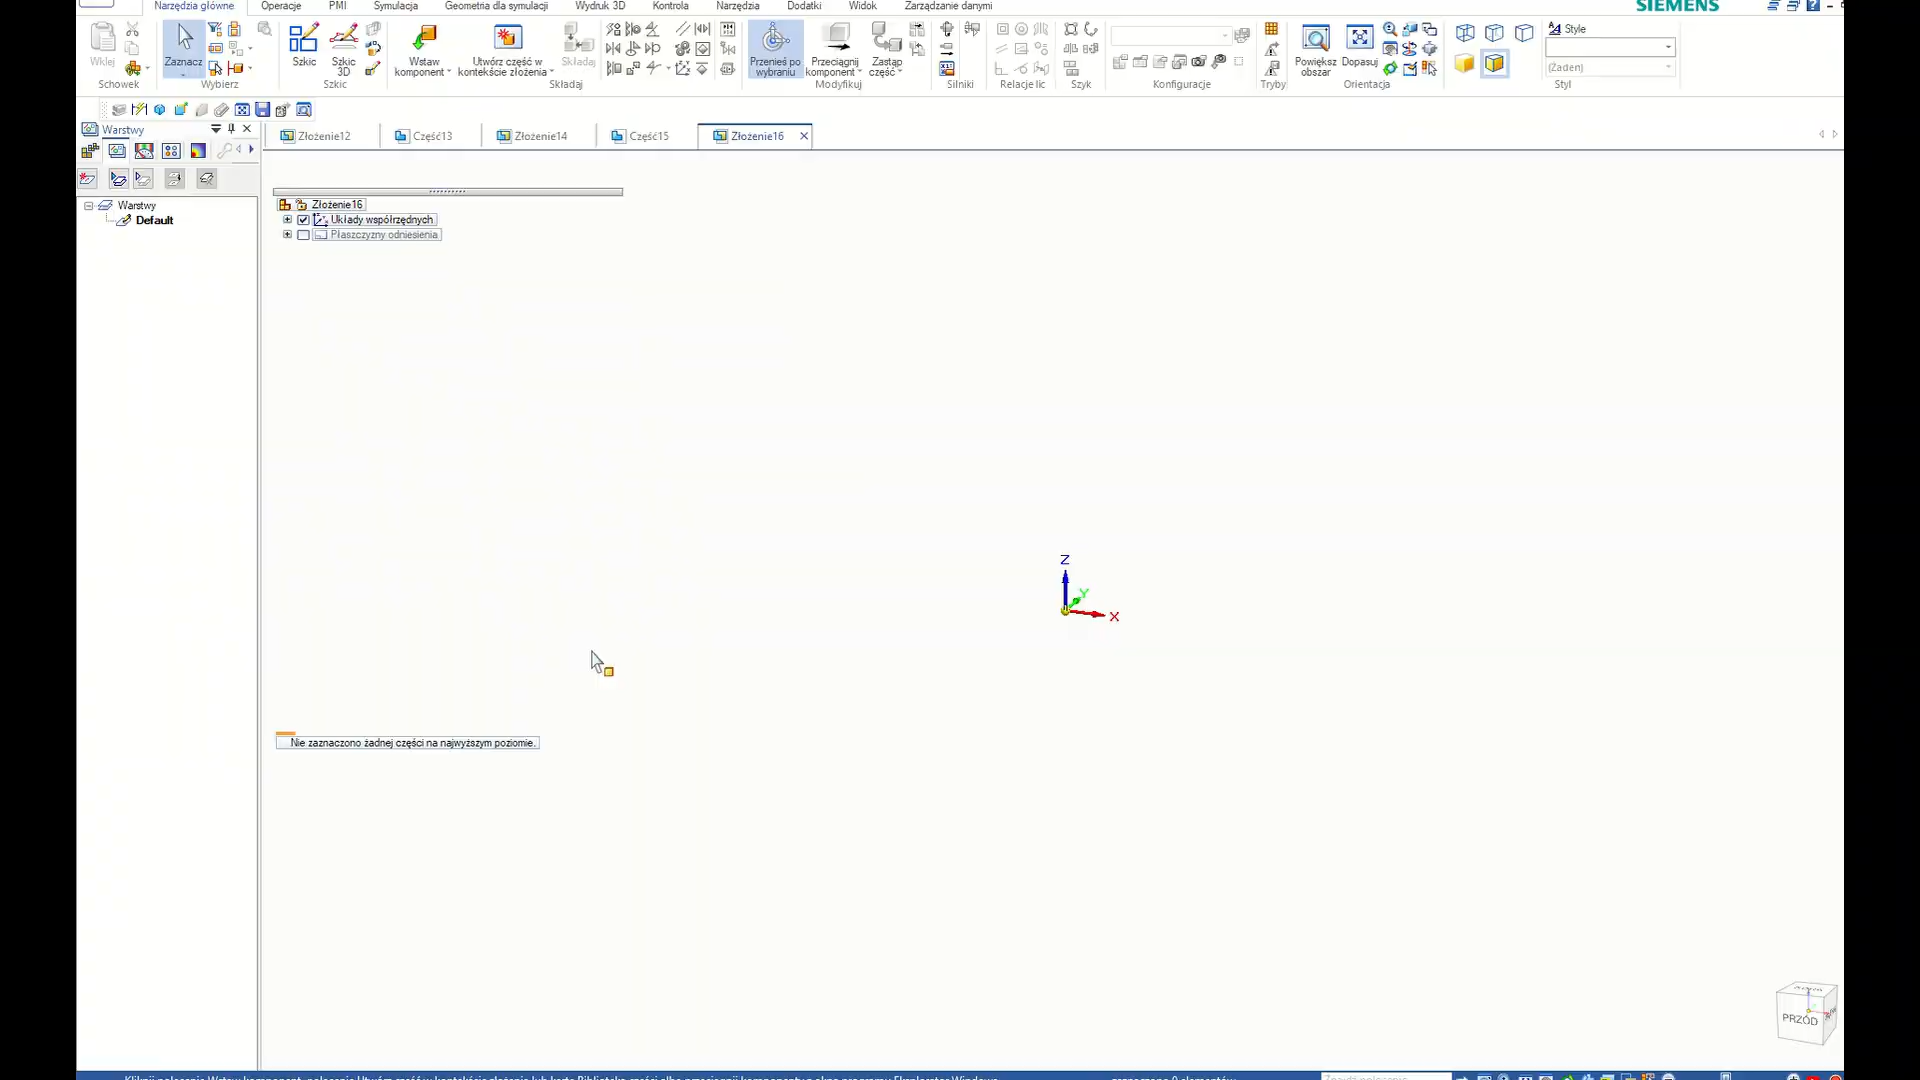 Narzędzia główne Operacje PMI Symulacja Geometria dla symulacji Wydruk 3D Kontrola Narzędzia Dodatki Widok Zarządzanie danymi
SIEMENS
Wklej
Schowek
Zaznacz
Wybierz
Szkic
Szkic 3D
Szkic
Wstaw komponent
Utwórz część w kontekście złożenia
Składaj
Składaj
Przenieś po wybraniu
Przeciągnij komponent
Zastąp część
Modyfikuj
Silniki
Relacje lic
Szyk
Konfiguracje
Tryby
Powiększ obszar
Dopasuj
Orientacja
Style
(Żaden)
Styl
Warstwy
Złożenie12 Część13 Złożenie14 Część15 Złożenie16
Warstwy
Default
Złożenie16
Układy współrzędnych
Płaszczyzny odniesienia
Z
Y
X
Nie zaznaczono żadnej części na najwyższym poziomie.
PRZÓD